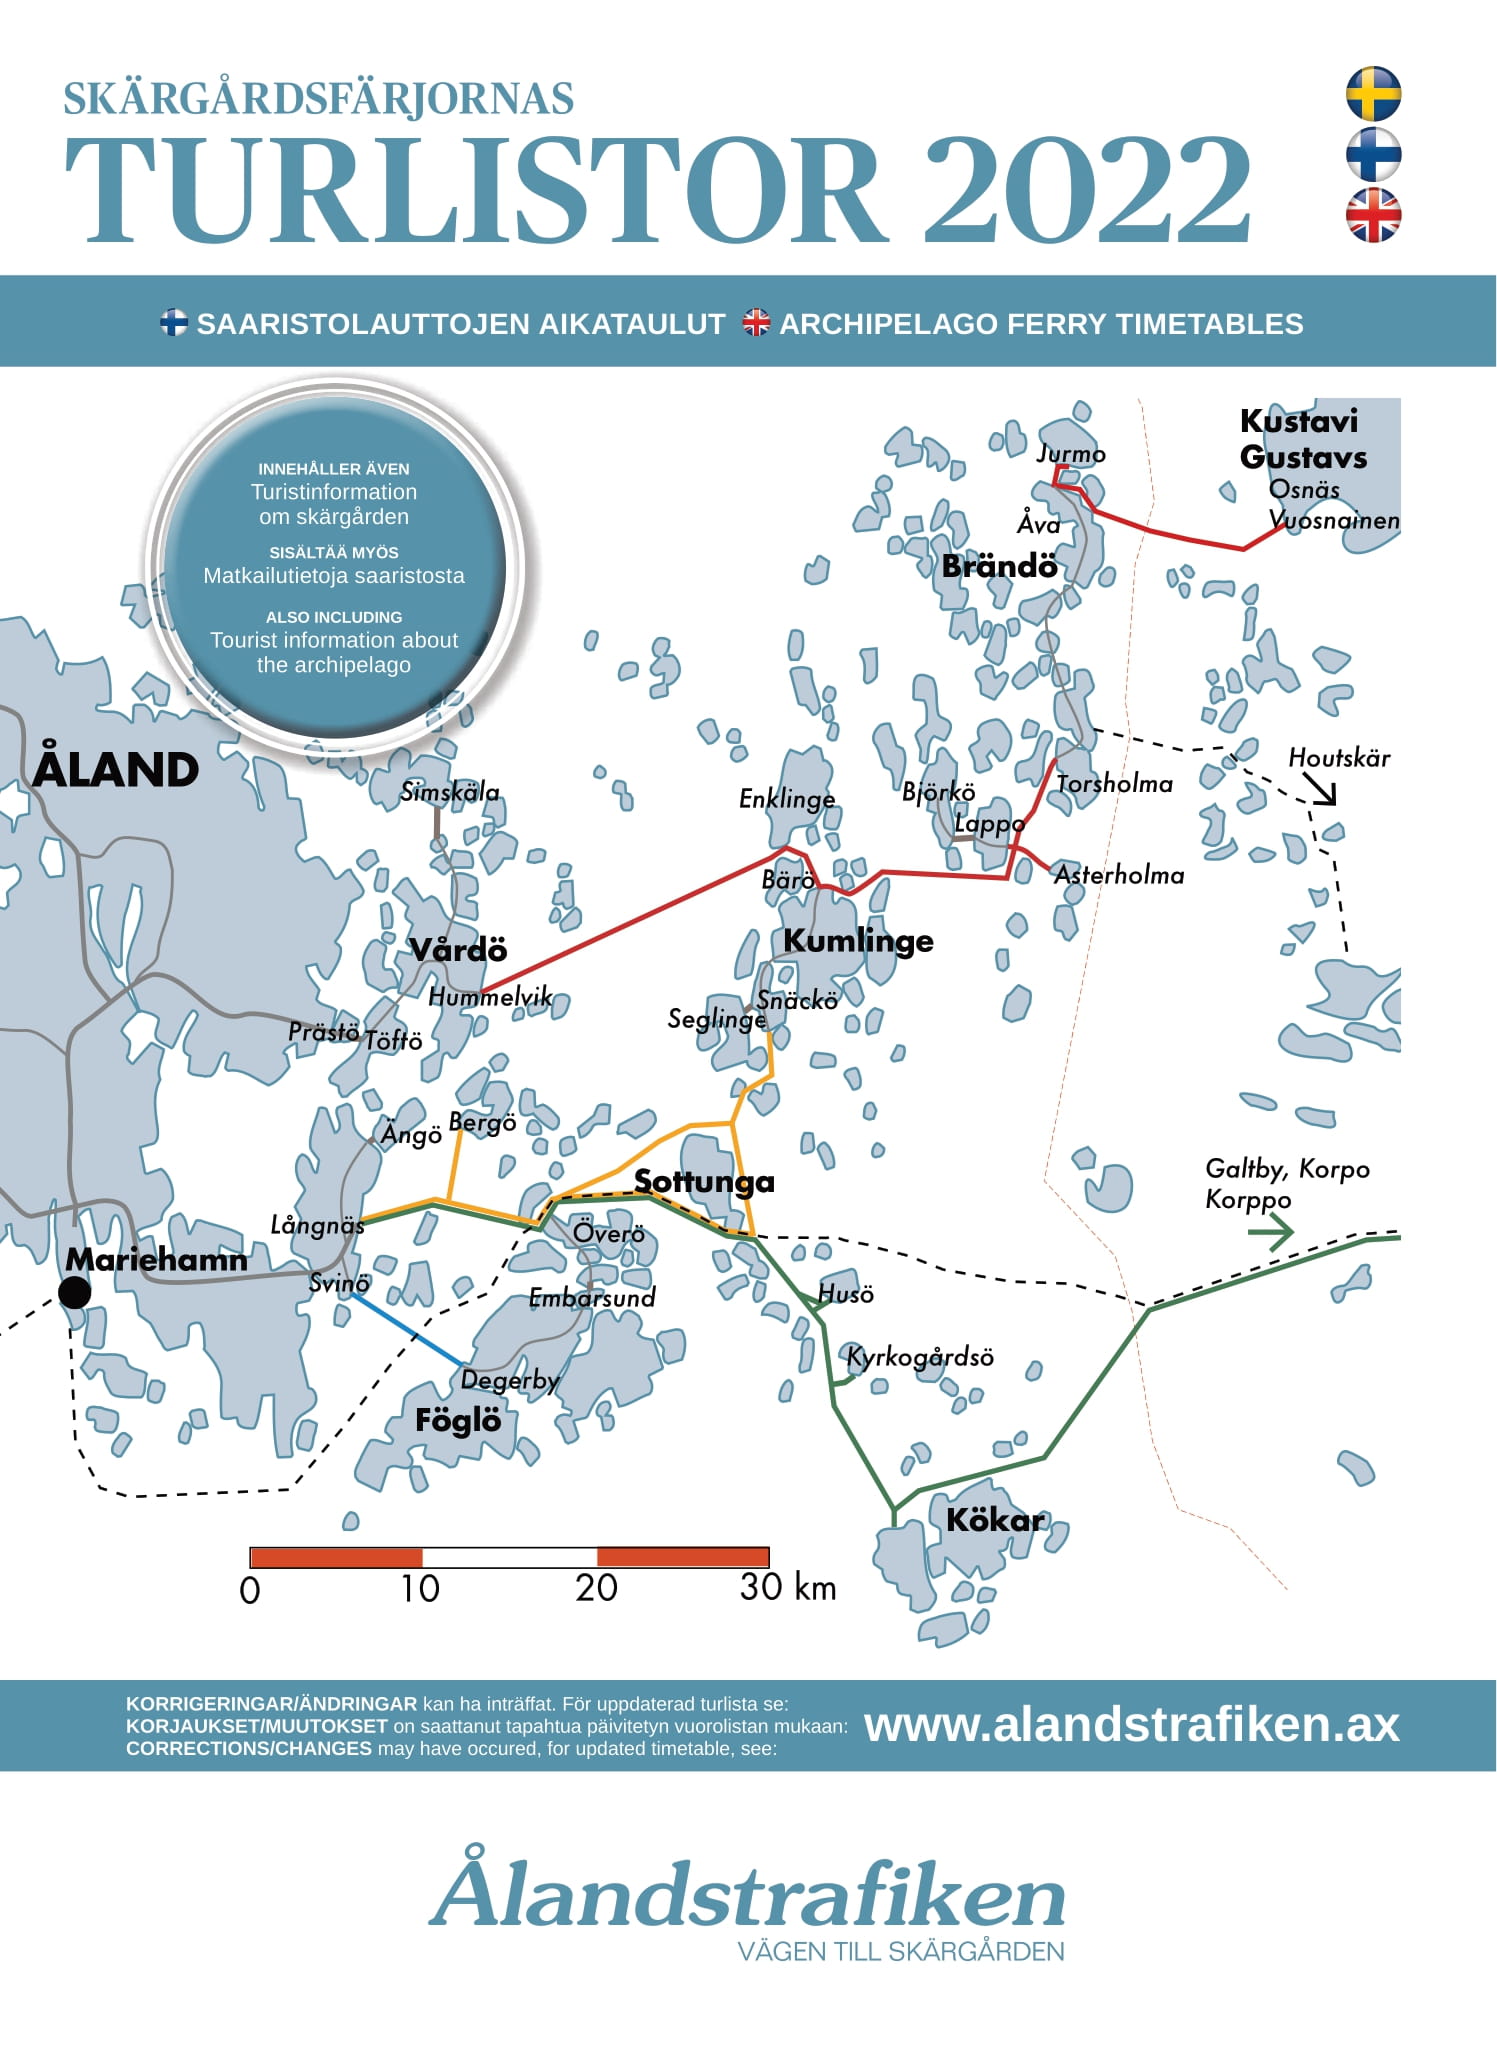 SKÄRGÅRDSFÄRJORNAS
TURLISTOR 2022
SAARISTOLAUTTOJEN AIKATAULUT ARCHIPELAGO FERRY TIMETABLES
INNEHÅLLER ÄVEN
Turistinformation
om skärgården
SISÄLTÄÄ MYÖS
Matkailutietoja saaristosta
ALSO INCLUDING
Tourist information about
the archipelago
Kustavi
Gustavs
Osnäs
Vuosnainen
Jurmo
Åva
Brändö
ÅLAND
Simskäla
Enklinge
Björkö
Lappo
Torsholma
Houtskär
Asterholma
Bärö
Kumlinge
Vårdö
Hummelvik
Snäckö
Seglinge
Prästö
Töftö
Ängö
Bergö
Sottunga
Galtby, Korpo
Korppo
Långnäs
Överö
Mariehamn
Svinö
Embarsund
Husö
Kyrkogårdsö
Degerby
Föglö
Kökar
0 10 20 30 km
KORRIGERINGAR/ÄNDRINGAR kan ha inträffat. För uppdaterad turlista se:
KORJAUKSET/MUUTOKSET on saattanut tapahtua päivitetyn vuorolistan mukaan:
CORRECTIONS/CHANGES may have occured, for updated timetable, see:
www.alandstrafiken.ax
Ålandstrafiken
VÄGEN TILL SKÄRGÅRDEN